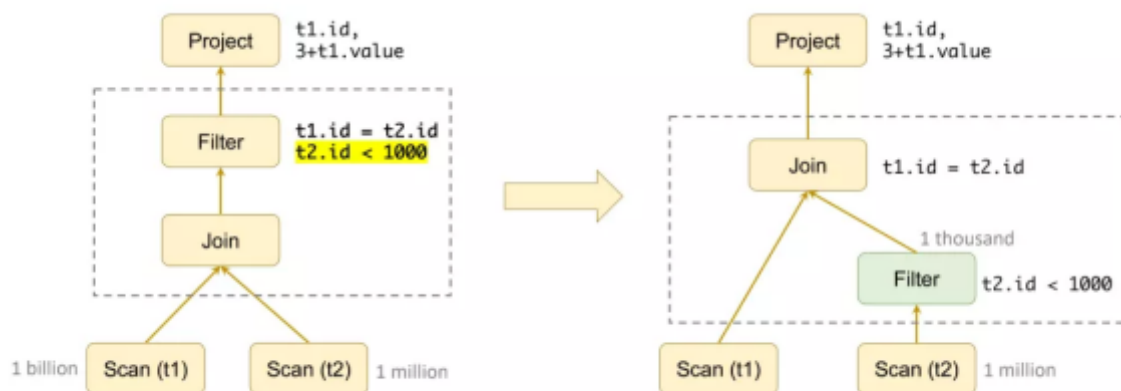 Project
t1.id,
3+t1.value
Filter
t1.id = t2.id
t2.id < 1000
Join
1 billion
Scan (t1)
Scan (t2)
1 million
Project
t1.id,
3+t1.value
Join
t1.id = t2.id
1 thousand
Filter
t2.id < 1000
Scan (t1)
Scan (t2)
1 million